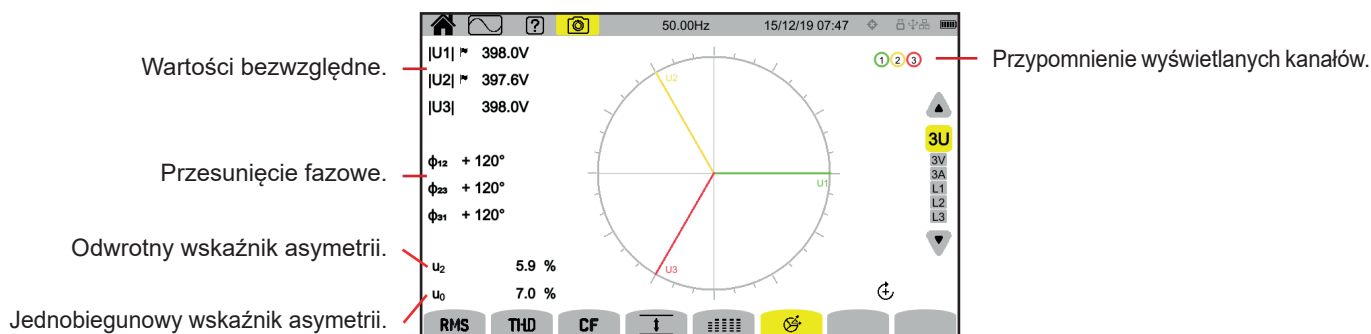 50.00Hz 15/12/19 07:47
Wartości bezwzględne.
|U1| 398.0V
|U2| 397.6V
|U3| 398.0V
Przypomnienie wyświetlanych kanałów.
1 2 3
U2
U1
U3
3U
3V
3A
L1
L2
L3
Przesunięcie fazowe.
ϕ₁₂ + 120°
ϕ₂₃ + 120°
ϕ₃₁ + 120°
Odwrotny wskaźnik asymetrii.
u₂ 5.9 %
Jednobiegunowy wskaźnik asymetrii.
u₀ 7.0 %
RMS THD CF